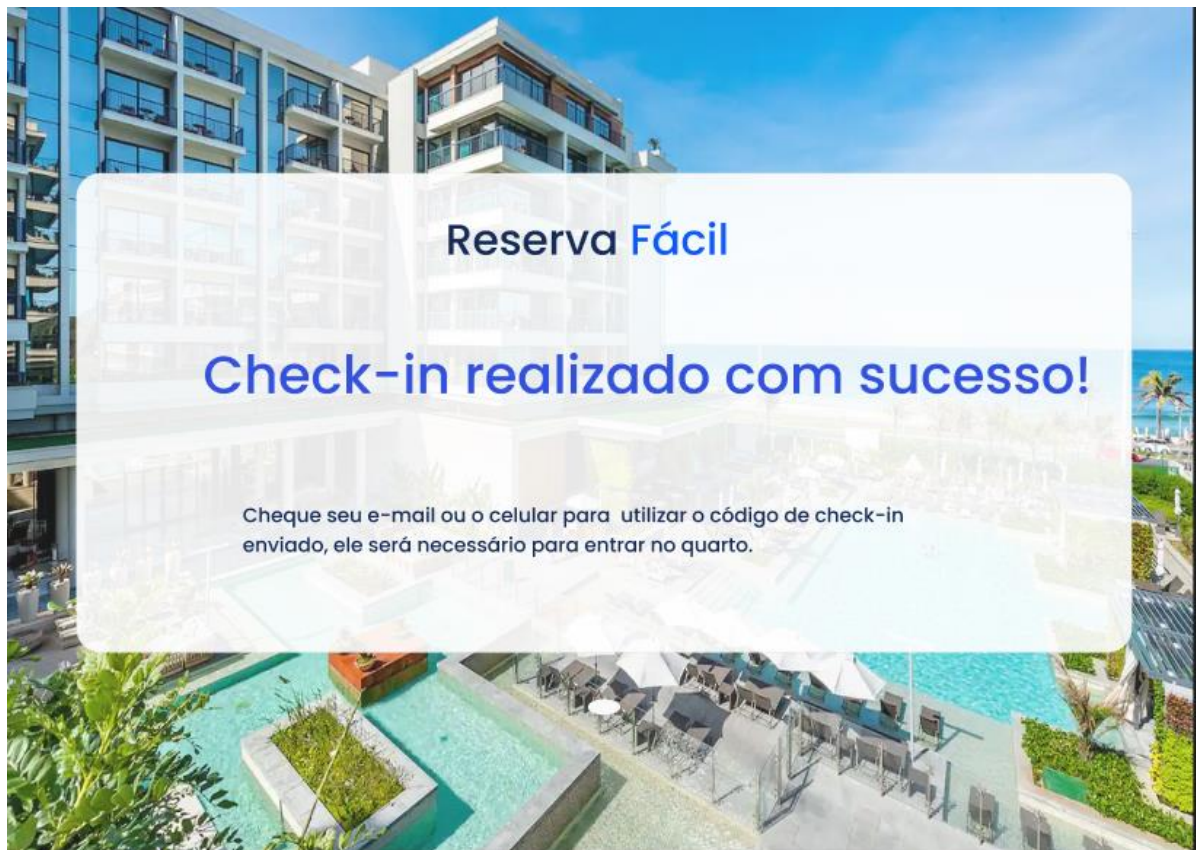 Reserva Fácil
Check-in realizado com sucesso!
Cheque seu e-mail ou o celular para  utilizar o código de check-in
enviado, ele será necessário para entrar no quarto.